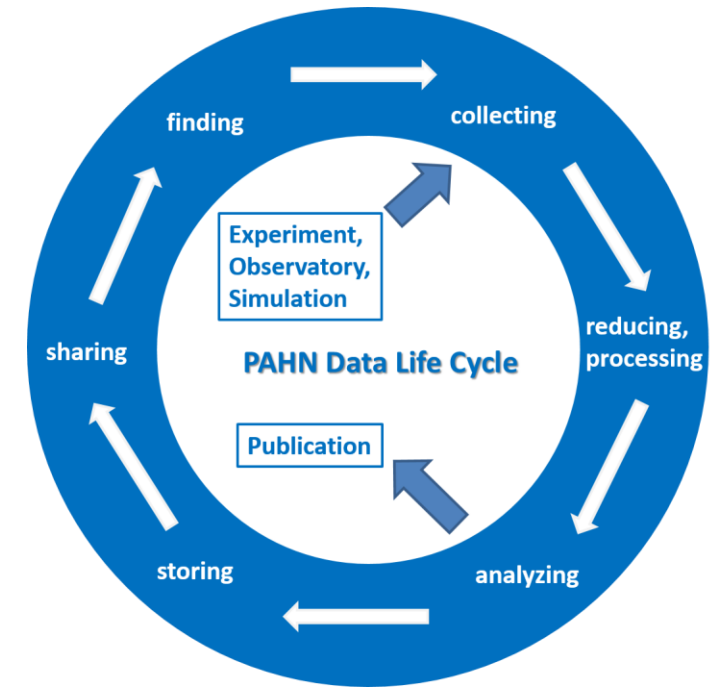 finding
collecting
Experiment,
Observatory,
Simulation
reducing,
processing
sharing
PAHN Data Life Cycle
Publication
storing
analyzing